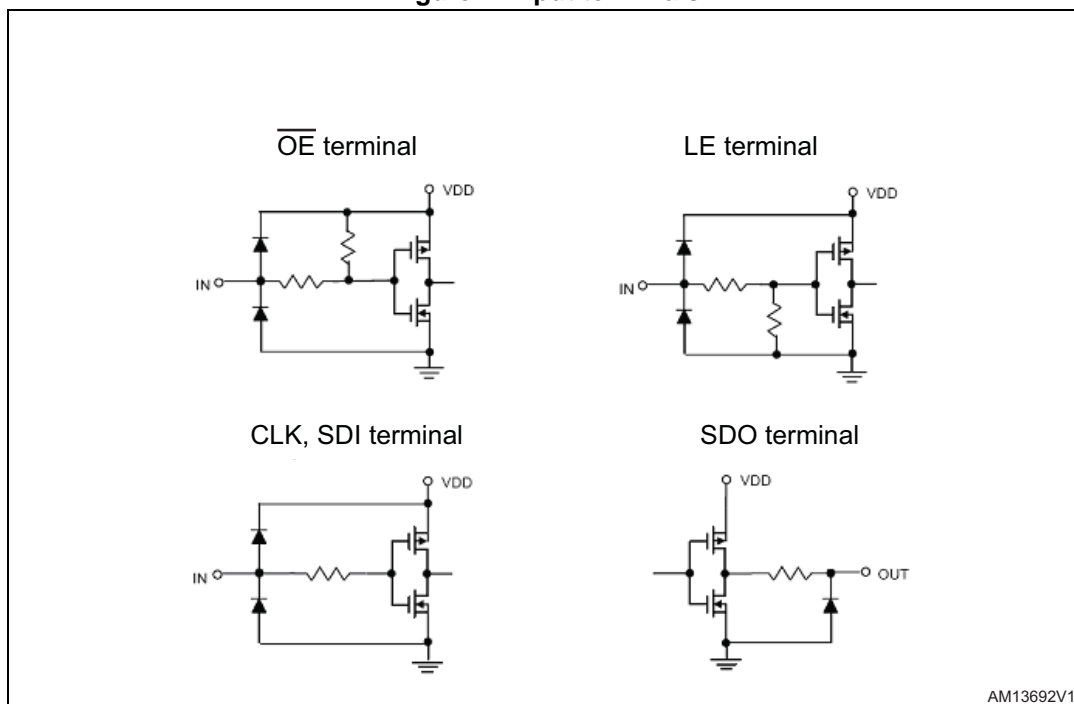 OE terminal
LE terminal
VDD
VDD
IN
IN
CLK, SDI terminal
SDO terminal
VDD
VDD
IN
OUT
AM13692V1